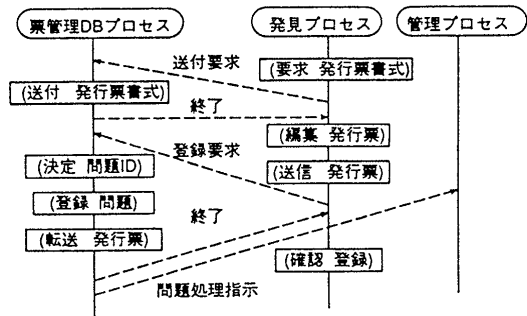 票管理DBプロセス 発見プロセス 管理プロセス
送付要求
(要求 発行票書式)
(送付 発行票書式)
終了
(編集 発行票)
登録要求
(決定 問題ID)
(送信 発行票)
(登録 問題)
終了
(転送 発行票)
(確認 登録)
問題処理指示